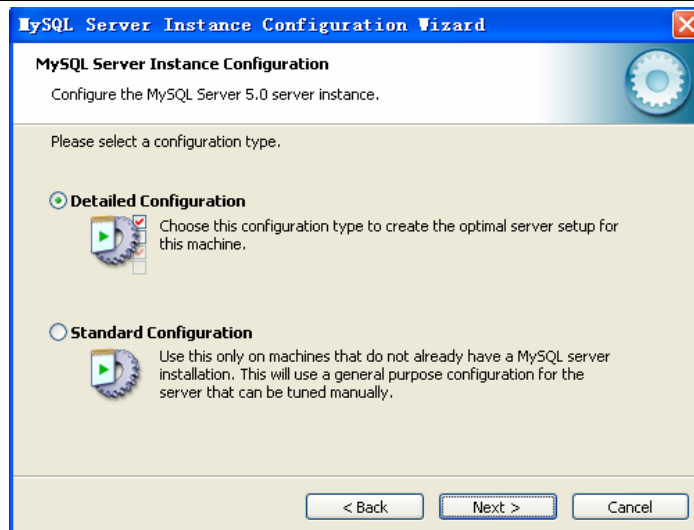 MySQL Server Instance Configuration Wizard
MySQL Server Instance Configuration
Configure the MySQL Server 5.0 server instance.
Please select a configuration type.
Detailed Configuration
Choose this configuration type to create the optimal server setup for
this machine.
Standard Configuration
Use this only on machines that do not already have a MySQL server
installation. This will use a general purpose configuration for the
server that can be tuned manually.
< Back
Next >
Cancel